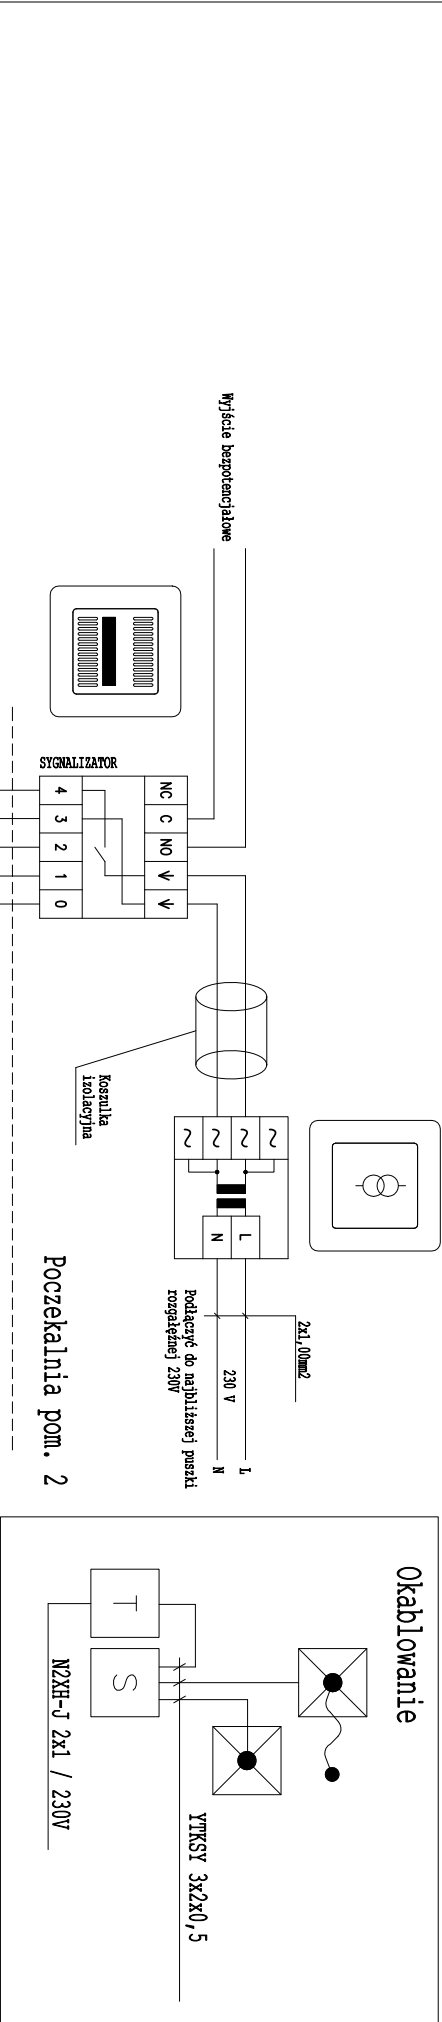 Wyjście bezpotencjałowe
SYGNALIZATOR
NC C NO
4 3 2 1 0
Koszulka
izolacyjna
~ ~ ~ ~
N L
2x1,00mm2
230 V
L
N
Podłączyć do najbliższej puszki
rozgałęźnej 230V
Poczekalnia pom. 2
Okablowanie
T
S
YTKSY 3x2x0,5
N2XH-J 2x1 / 230V